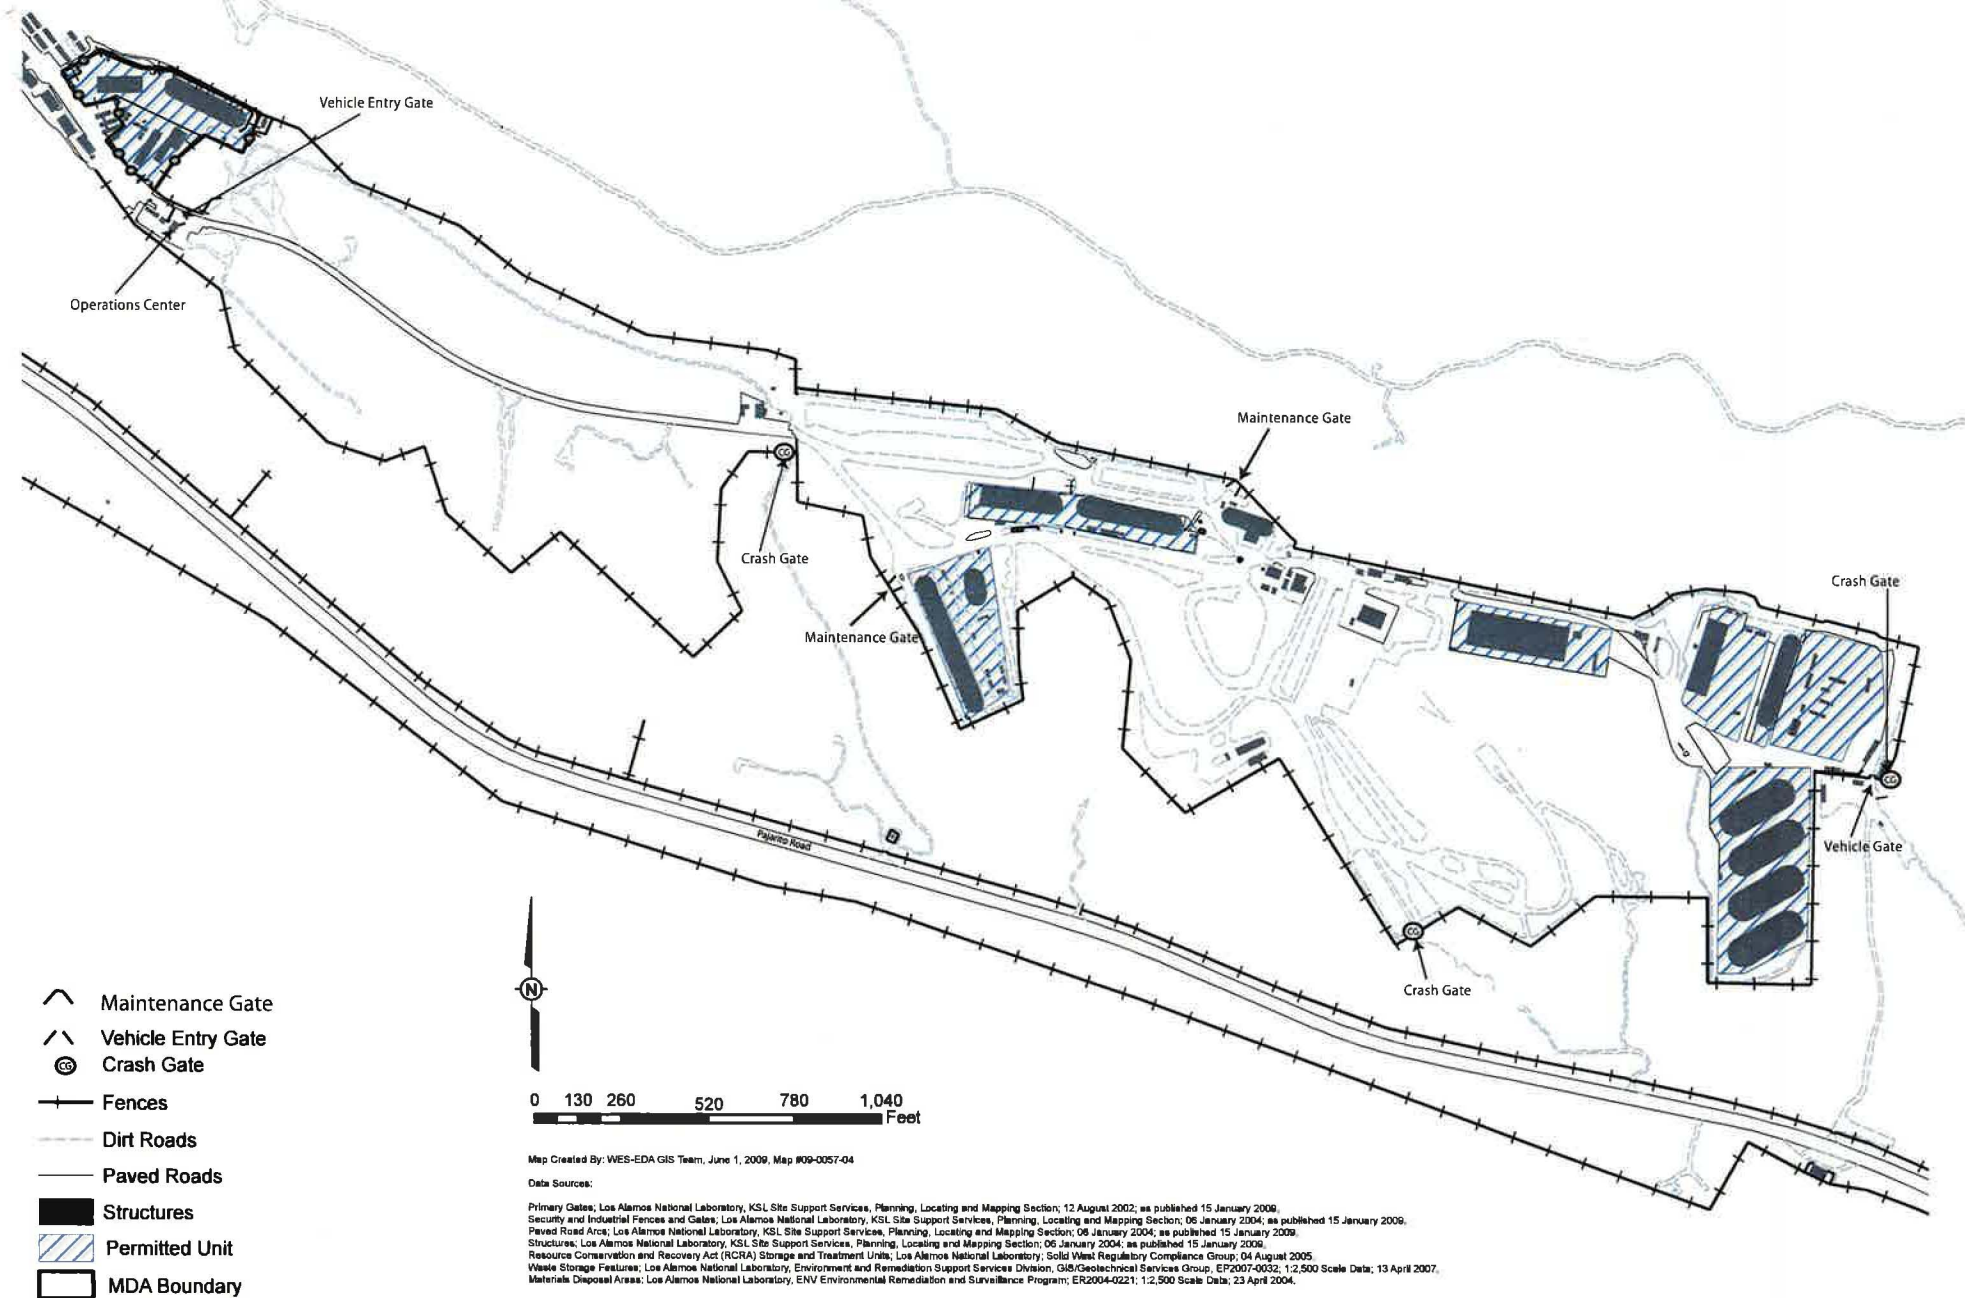 Vehicle Entry Gate
Operations Center
Maintenance Gate
CG
Crash Gate
Crash Gate
Maintenance Gate
CG
Vehicle Gate
Pajarito Road
CG
Crash Gate
N
Maintenance Gate
Vehicle Entry Gate
CG Crash Gate
Fences
Dirt Roads
Paved Roads
Structures
Permitted Unit
MDA Boundary
0 130 260 520 780 1,040
Feet
Map Created By: WES-EDA GIS Team, June 1, 2009, Map #09-0057-04
Data Sources:
Primary Gates; Los Alamos National Laboratory, KSL Site Support Services, Planning, Locating and Mapping Section; 12 August 2002; as published 15 January 2009.
Security and Industrial Fences and Gates; Los Alamos National Laboratory, KSL Site Support Services, Planning, Locating and Mapping Section; 06 January 2004; as published 15 January 2009.
Paved Road Arcs; Los Alamos National Laboratory, KSL Site Support Services, Planning, Locating and Mapping Section; 06 January 2004; as published 15 January 2009.
Structures; Los Alamos National Laboratory, KSL Site Support Services, Planning, Locating and Mapping Section; 06 January 2004; as published 15 January 2009.
Resource Conservation and Recovery Act (RCRA) Storage and Treatment Units; Los Alamos National Laboratory; Solid Wast Regulatory Compliance Group; 04 August 2005.
Waste Storage Features; Los Alamos National Laboratory, Environment and Remediation Support Services Division, GIS/Geotechnical Services Group, EP2007-0032; 1:2,500 Scale Data; 13 April 2007.
Materials Disposal Areas; Los Alamos National Laboratory, ENV Environmental Remediation and Surveillance Program; ER2004-0221; 1:2,500 Scale Data; 23 April 2004.